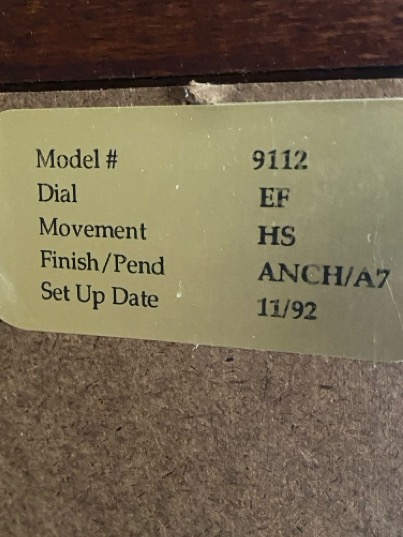 Model # 9112
Dial EF
Movement HS
Finish/Pend ANCH/A7
Set Up Date 11/92